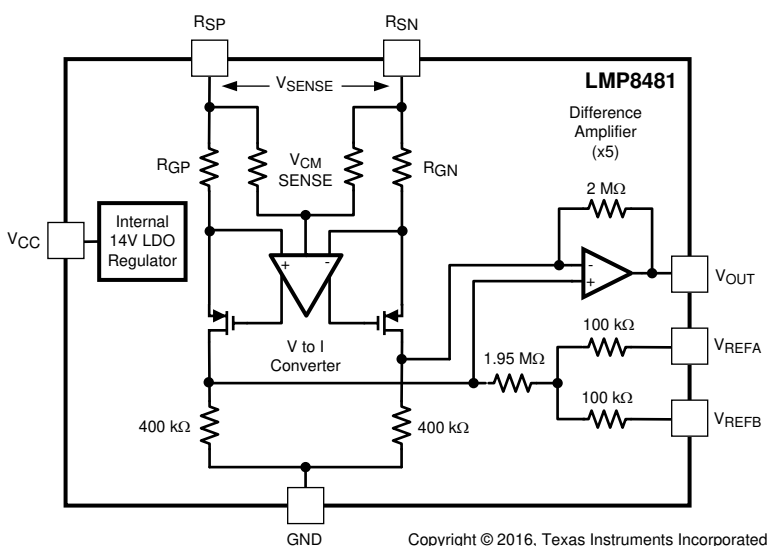 RSP
RSN
VSENSE
LMP8481
Difference
Amplifier
(x5)
RGP
VCM
SENSE
RGN
2 MΩ
VCC
Internal
14V LDO
Regulator
+
-
-
+
VOUT
V to I
Converter
1.95 MΩ
100 kΩ
VREFA
100 kΩ
VREFB
400 kΩ
400 kΩ
GND
Copyright © 2016, Texas Instruments Incorporated